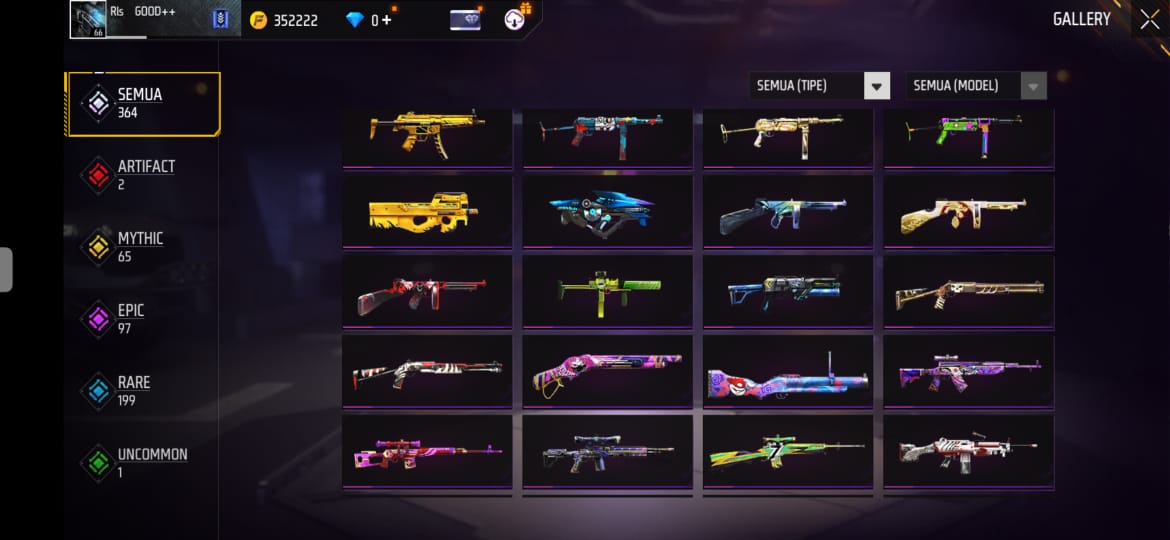 Rls GOOD++
66
352222
0+
GALLERY
SEMUA
364
SEMUA (TIPE)
SEMUA (MODEL)
ARTIFACT
2
MYTHIC
65
EPIC
97
RARE
199
UNCOMMON
1